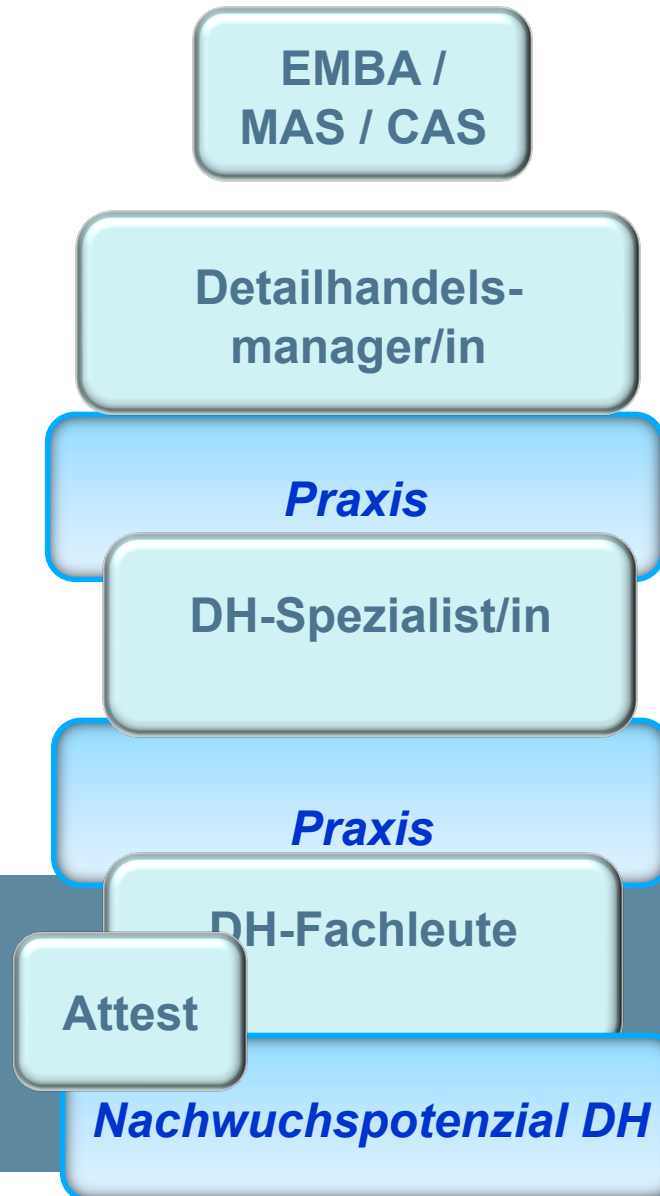 EMBA /
MAS / CAS
Detailhandels-
manager/in
Praxis
DH-Spezialist/in
Praxis
DH-Fachleute
Attest
Nachwuchspotenzial DH